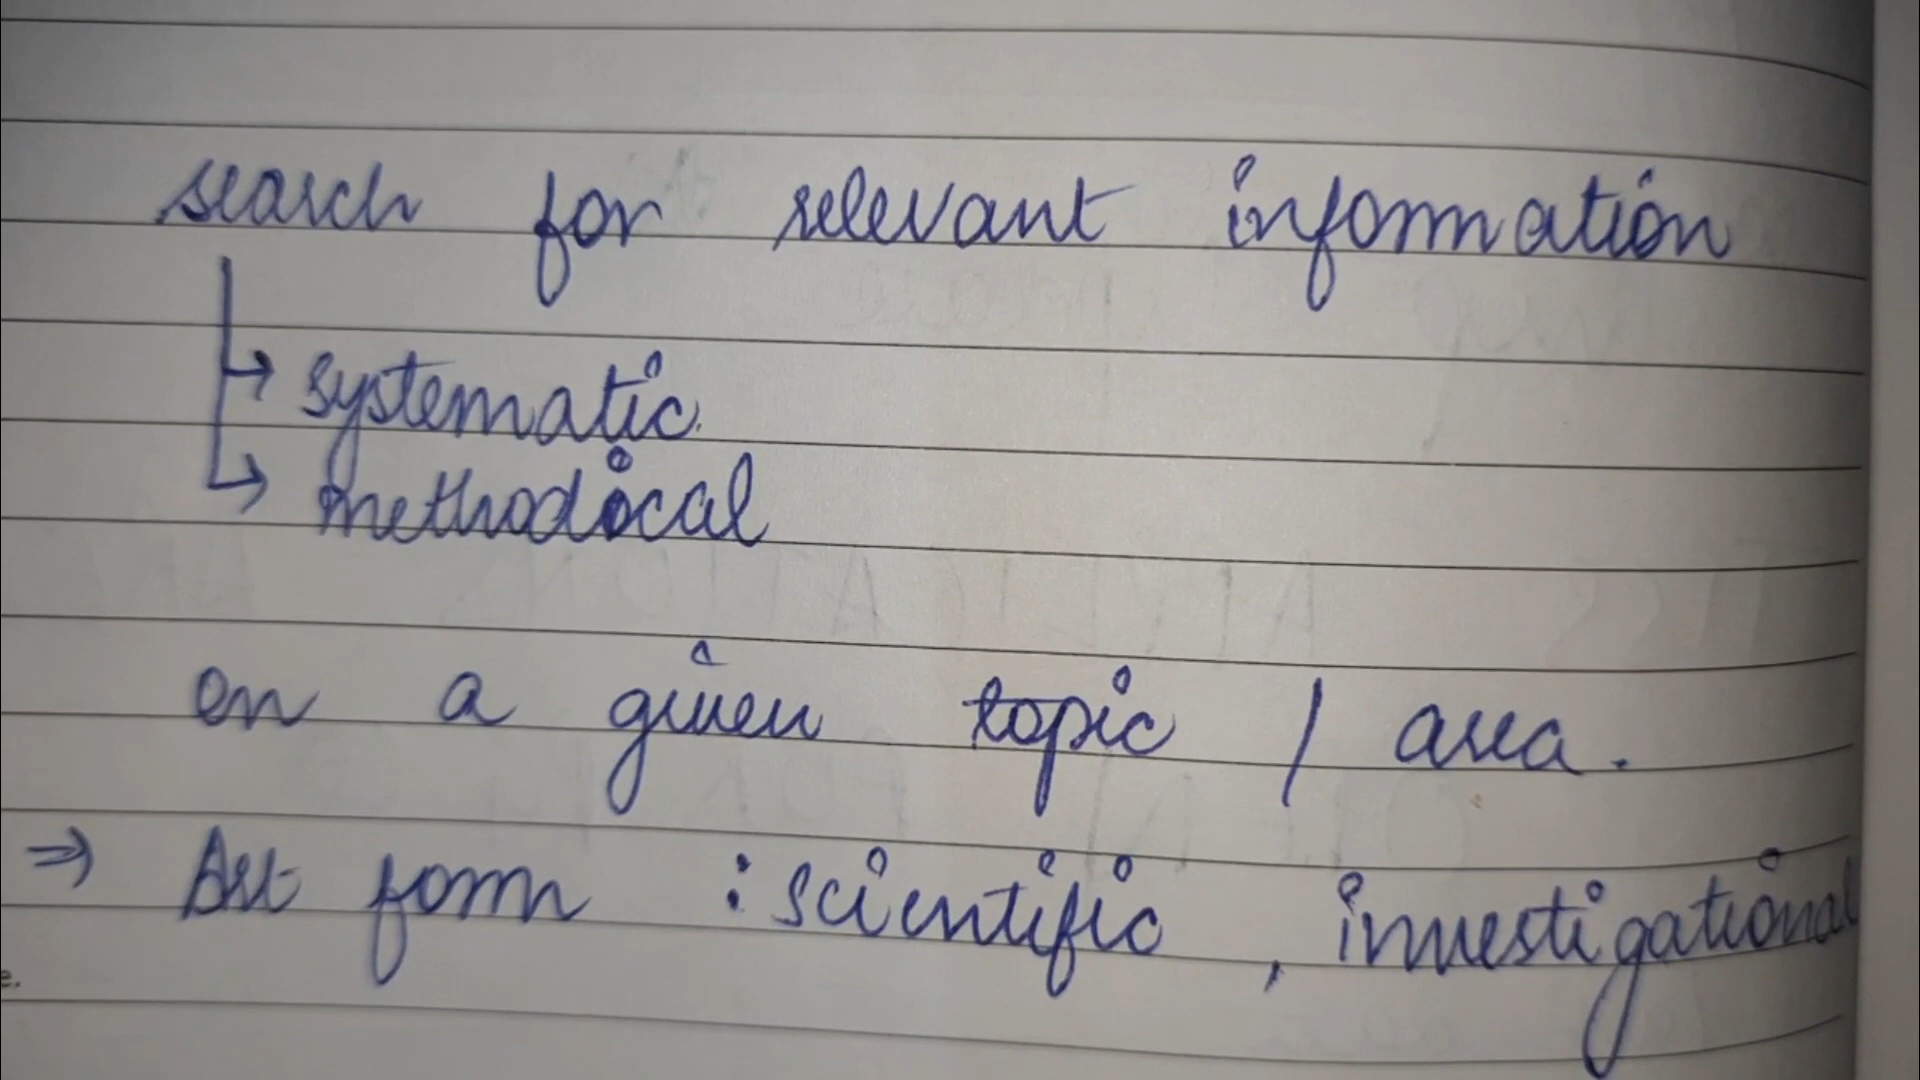 search for relevant information
↳ systematic.
↳ methodical
on a given topic / area.
⇒ Art form : scientific , investigational
e.